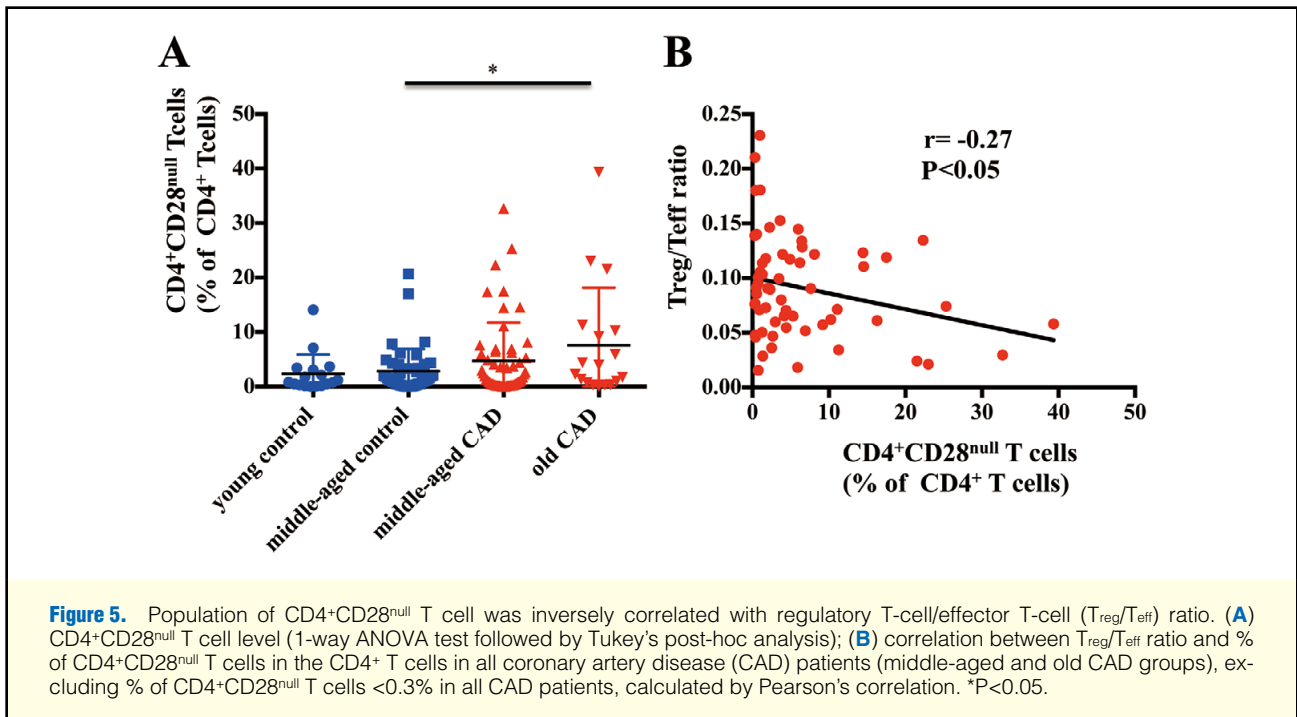 A
*
CD4+CD28null Tcells
(% of CD4+ Tcells)
50
40
30
20
10
0
young control
middle-aged control
middle-aged CAD
old CAD
B
r= -0.27
P<0.05
Treg/Teff ratio
0.25
0.20
0.15
0.10
0.05
0.00
0 10 20 30 40 50
CD4+CD28null T cells
(% of CD4+ T cells)
Figure 5. Population of CD4+CD28null T cell was inversely correlated with regulatory T-cell/effector T-cell (Treg/Teff) ratio. (A)
CD4+CD28null T cell level (1-way ANOVA test followed by Tukey's post-hoc analysis); (B) correlation between Treg/Teff ratio and %
of CD4+CD28null T cells in the CD4+ T cells in all coronary artery disease (CAD) patients (middle-aged and old CAD groups), ex-
cluding % of CD4+CD28null T cells <0.3% in all CAD patients, calculated by Pearson's correlation. *P<0.05.